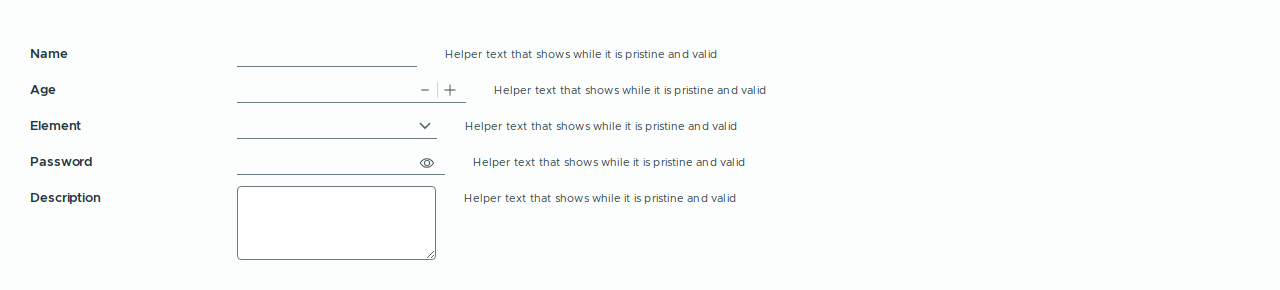 Name Helper text that shows while it is pristine and valid
Age Helper text that shows while it is pristine and valid
Element Helper text that shows while it is pristine and valid
Password Helper text that shows while it is pristine and valid
Description Helper text that shows while it is pristine and valid